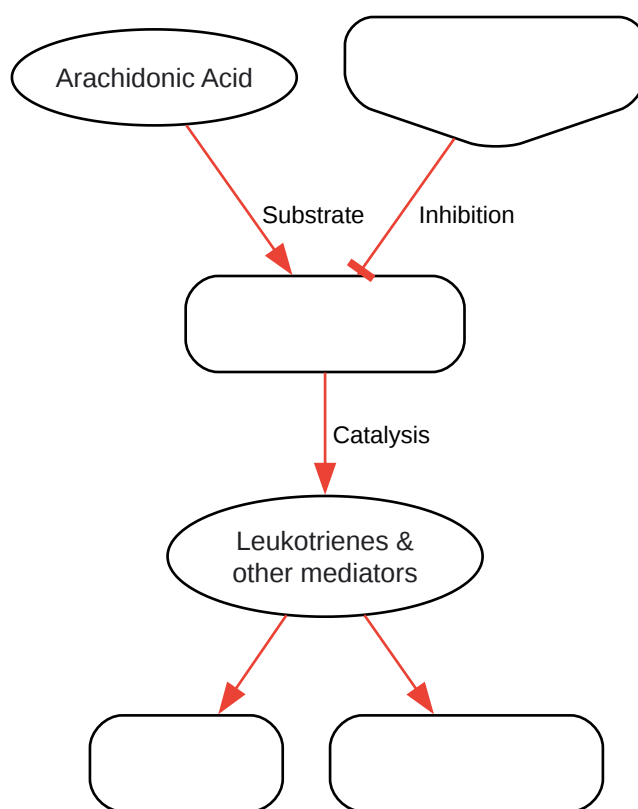 Arachidonic Acid
Substrate
Inhibition
Catalysis
Leukotrienes &
other mediators